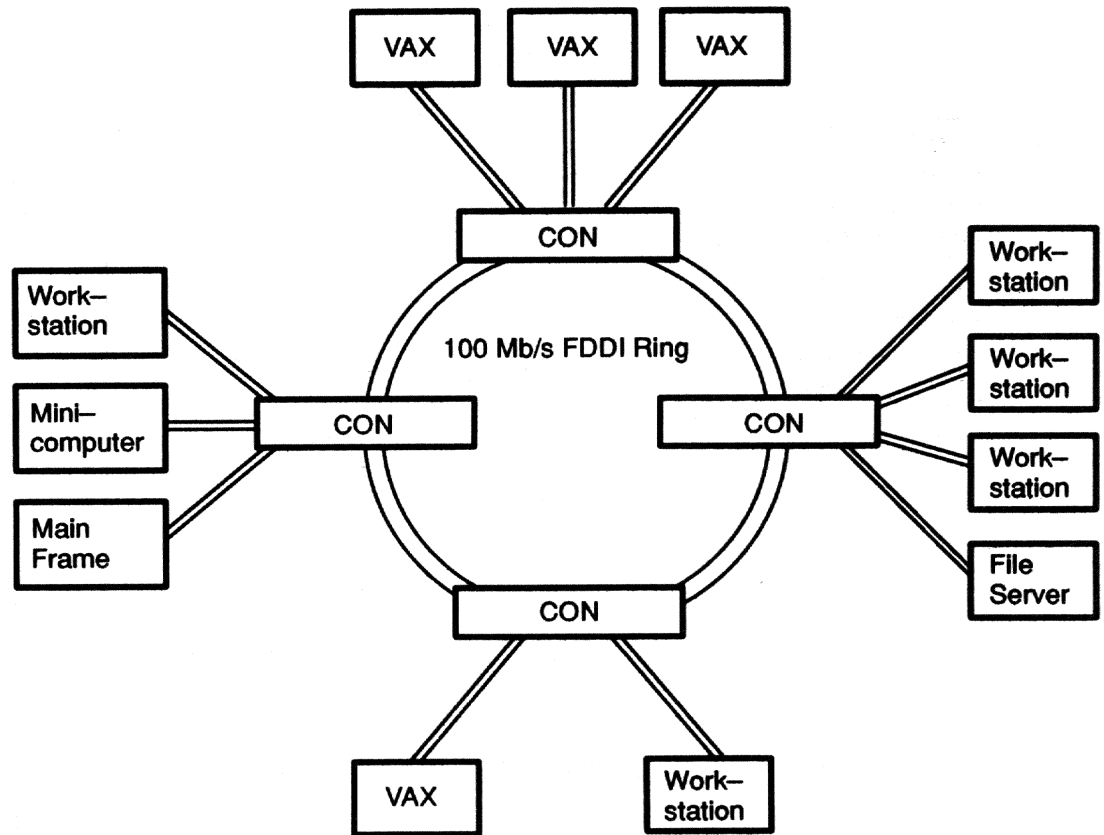 VAX
VAX
VAX
CON
Work–
station
Mini–
computer
Main
Frame
CON
100 Mb/s FDDI Ring
CON
Work–
station
Work–
station
Work–
station
File
Server
CON
VAX
Work–
station